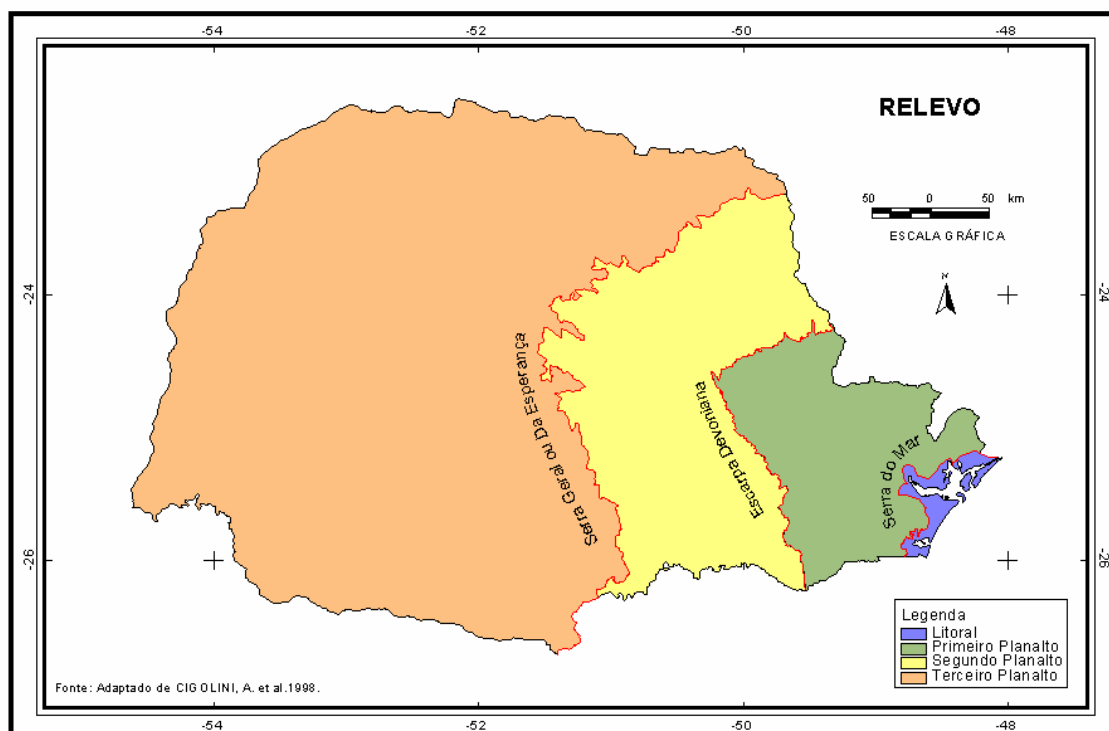 -54 -52 -50 -48
RELEVO
50 0 50 km
ESCALA GRÁFICA
N
-24 -24
Serra Geral ou Da Esperança
Escarpa Devoniana
Serra do Mar
-26 -26
Legenda
Litoral
Primeiro Planalto
Segundo Planalto
Terceiro Planalto
Fonte: Adaptado de CIGOLINI, A. et al.1998.
-54 -52 -50 -48